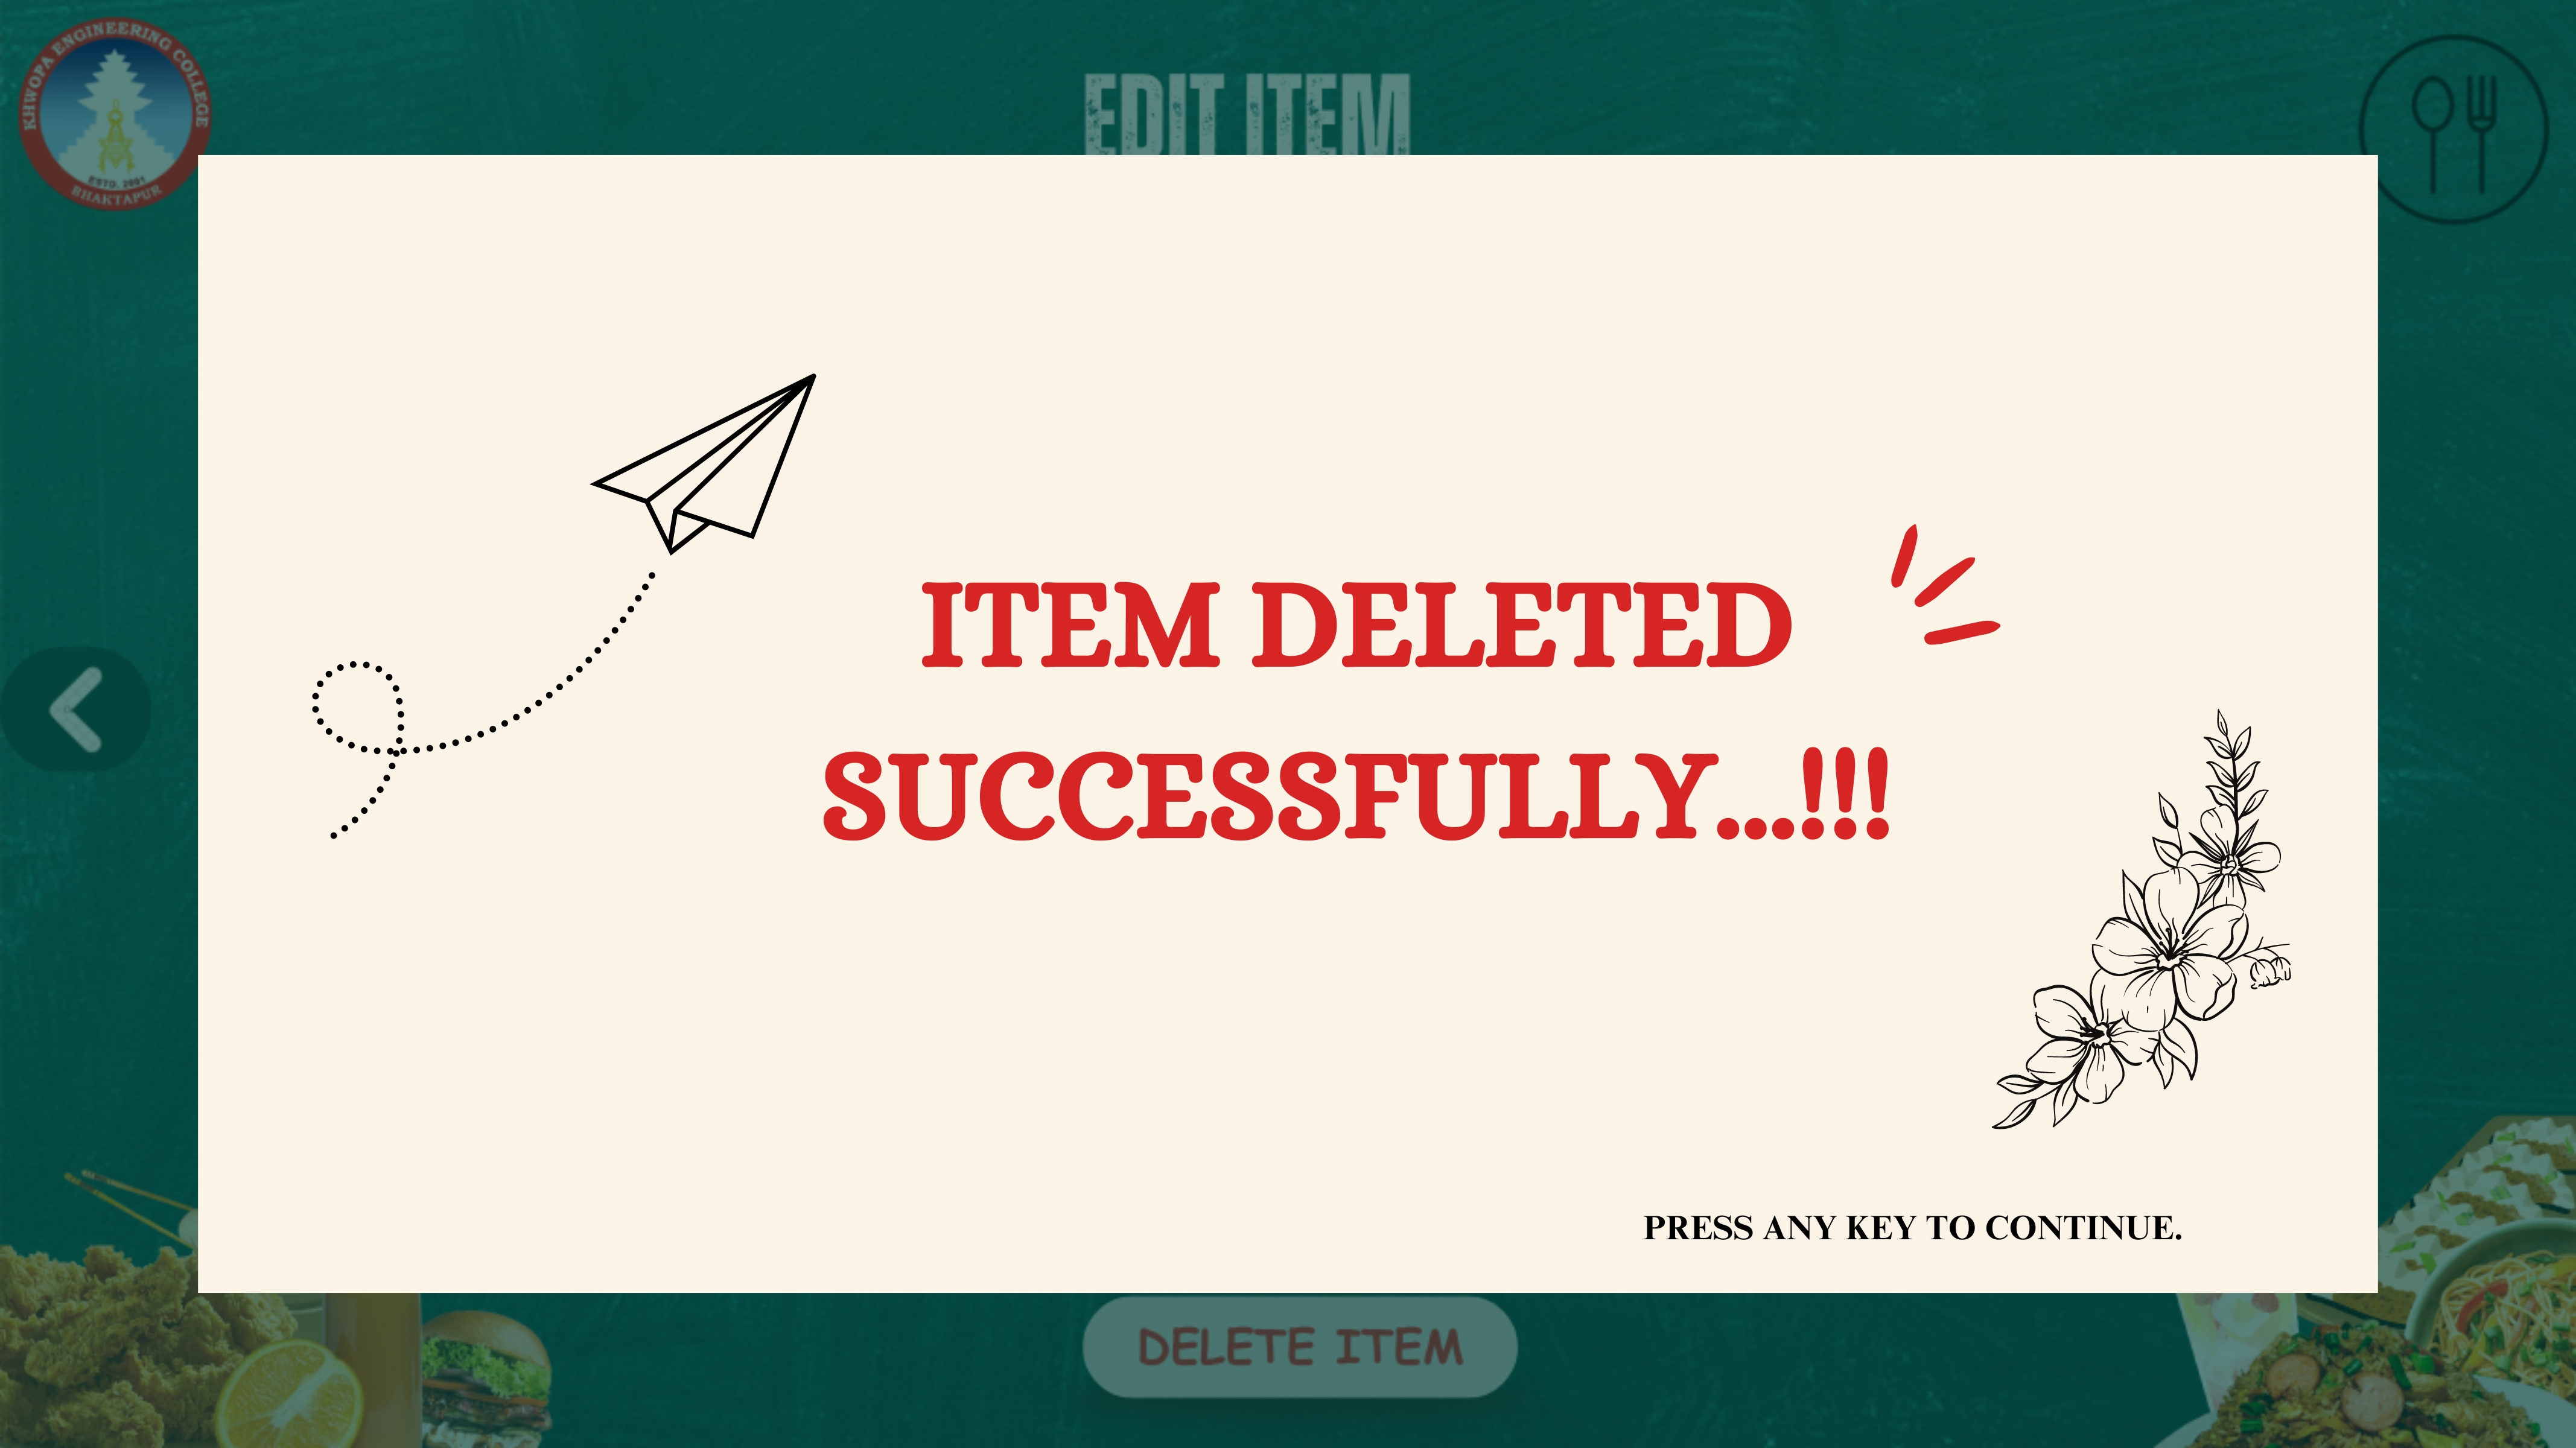 KHWOPA ENGINEERING COLLEGE
ESTD. 2001
BHAKTAPUR
EDIT ITEM
ITEM DELETED
SUCCESSFULLY...!!!
PRESS ANY KEY TO CONTINUE.
DELETE ITEM